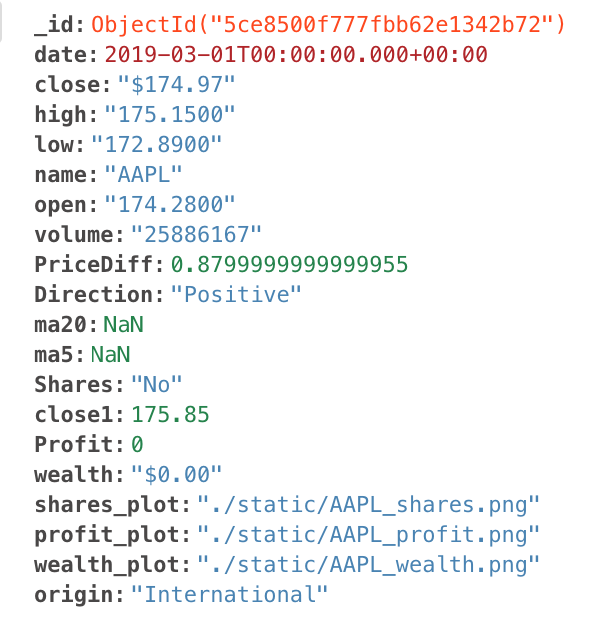 _id: ObjectId("5ce8500f777fbb62e1342b72")
date: 2019-03-01T00:00:00.000+00:00
close: "$174.97"
high: "175.1500"
low: "172.8900"
name: "AAPL"
open: "174.2800"
volume: "25886167"
PriceDiff: 0.8799999999999955
Direction: "Positive"
ma20: NaN
ma5: NaN
Shares: "No"
close1: 175.85
Profit: 0
wealth: "$0.00"
shares_plot: "./static/AAPL_shares.png"
profit_plot: "./static/AAPL_profit.png"
wealth_plot: "./static/AAPL_wealth.png"
origin: "International"